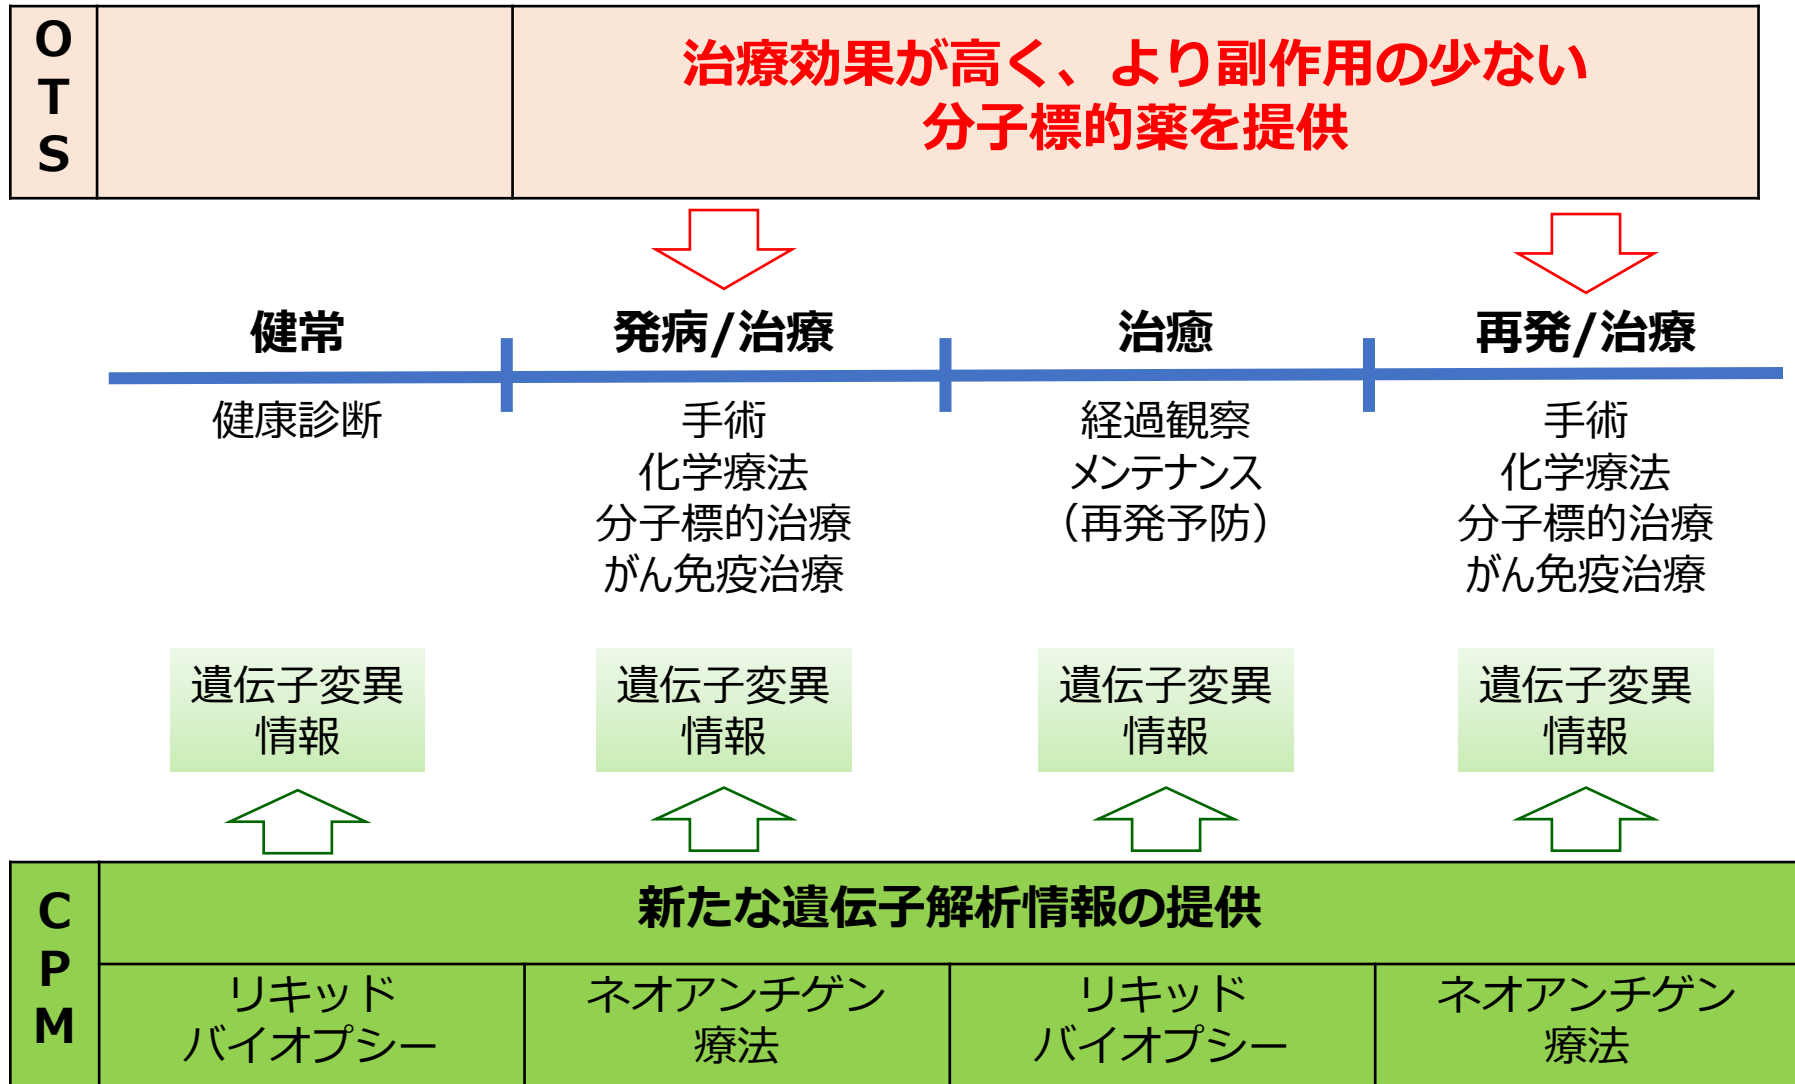 O
T
S
治療効果が高く、より副作用の少ない
分子標的薬を提供
健常
発病/治療
治癒
再発/治療
健康診断
手術
化学療法
分子標的治療
がん免疫治療
経過観察
メンテナンス
（再発予防）
手術
化学療法
分子標的治療
がん免疫治療
遺伝子変異
情報
遺伝子変異
情報
遺伝子変異
情報
遺伝子変異
情報
C
P
M
新たな遺伝子解析情報の提供
リキッド
バイオプシー
ネオアンチゲン
療法
リキッド
バイオプシー
ネオアンチゲン
療法